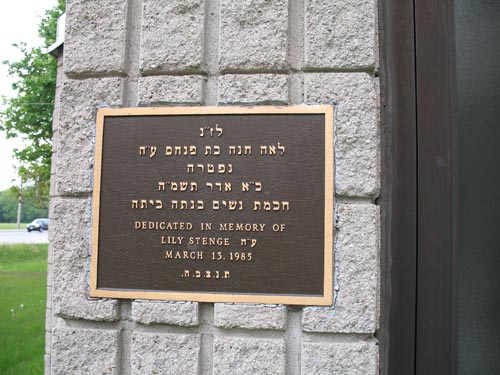 לז״נ
לאה חנה בת פנחס ע״ה
נפטרה
כ״א אדר תשמ״ה
חכמת נשים בנתה ביתה
DEDICATED IN MEMORY OF
LILY STENGE ע״ה
MARCH 13, 1985
ת.נ.צ.ב.ה.